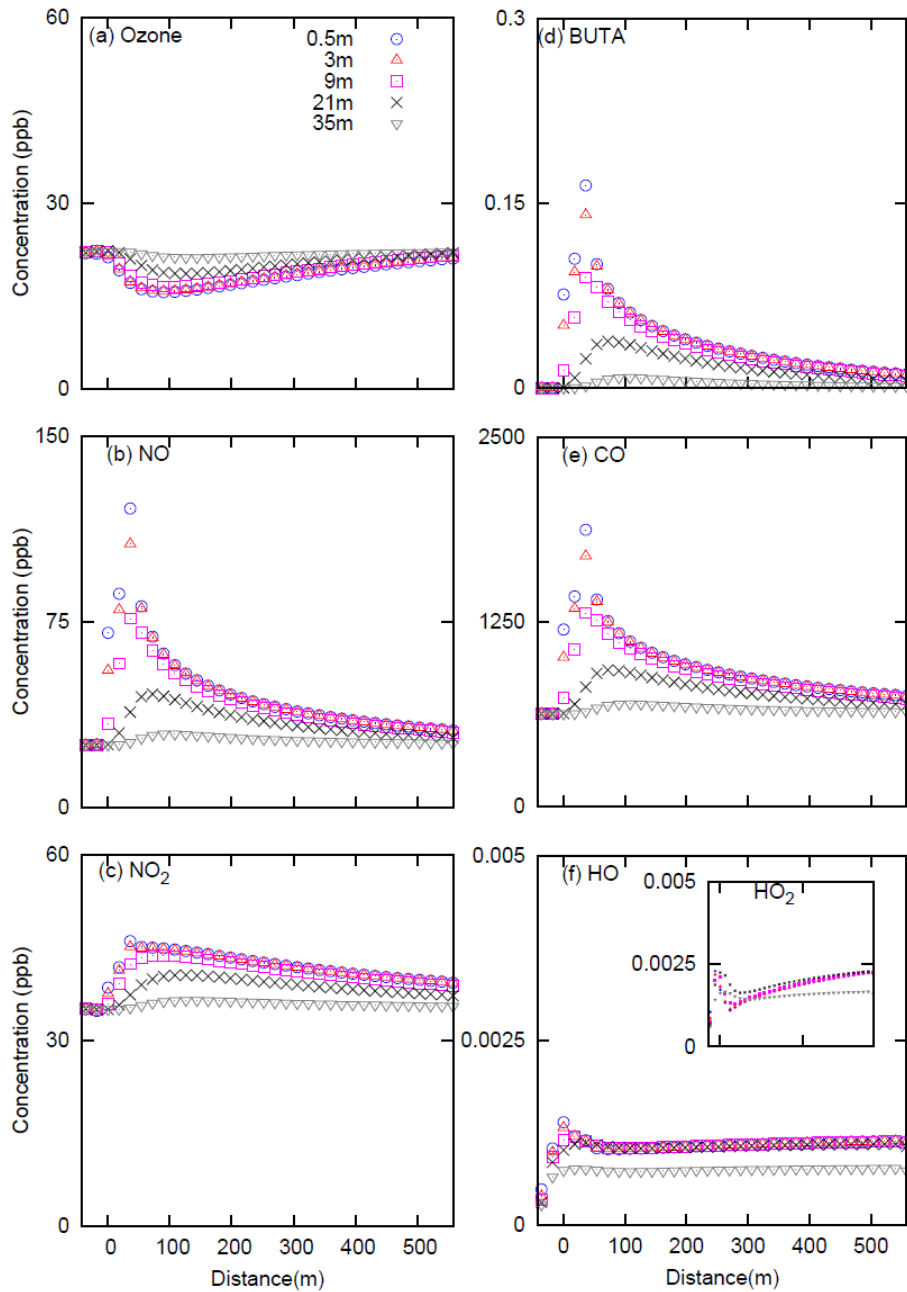 60
(a) Ozone
0.5m
3m
9m
21m
35m
30
0
Concentration (ppb)
0.3
(d) BUTA
0.15
0
Concentration (ppb)
150
(b) NO
75
0
Concentration (ppb)
2500
(e) CO
1250
0
60
(c) NO2
30
0
Concentration (ppb)
0 100 200 300 400 500
Distance(m)
0.005
(f) HO
0.005
HO2
0.0025
0
0.0025
0
0 100 200 300 400 500
Distance(m)